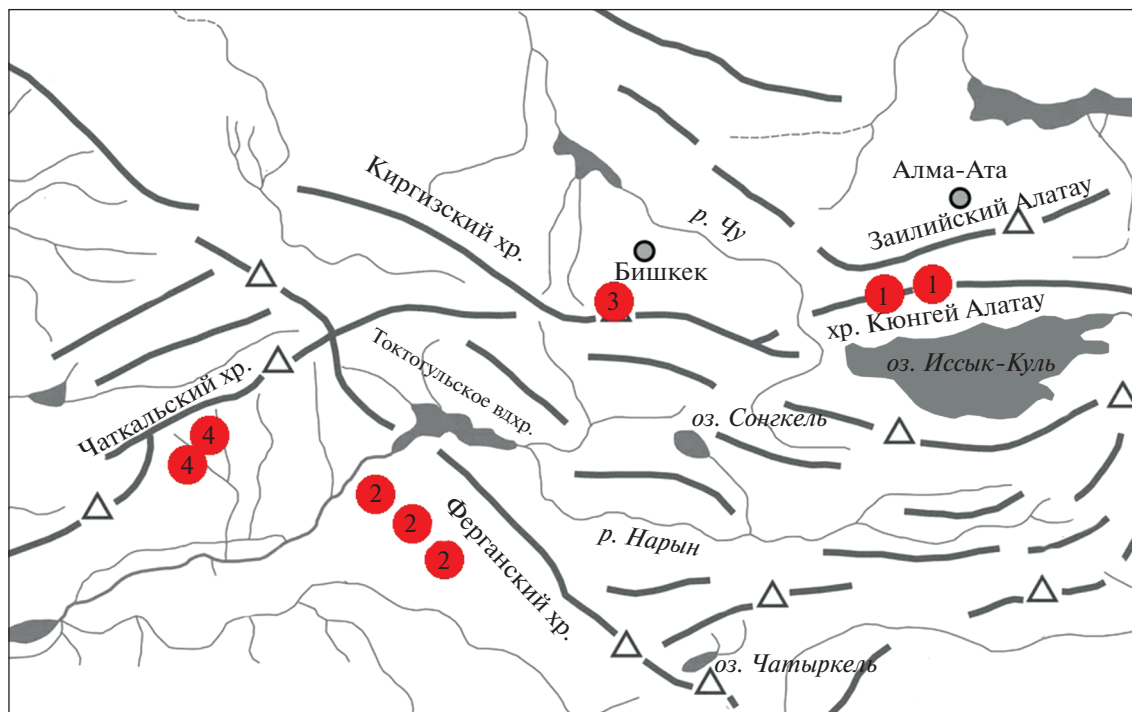 Алма-Ата
Заилийский Алатау
Киргизский хр.
р. Чу
Бишкек
1
1
3
хр. Кюнгей Алатау
оз. Иссык-Куль
Токтогульское вдхр.
Чаткальский хр.
оз. Сонгкель
4
4
2
2
2
Ферганский хр.
р. Нарын
оз. Чатыркель